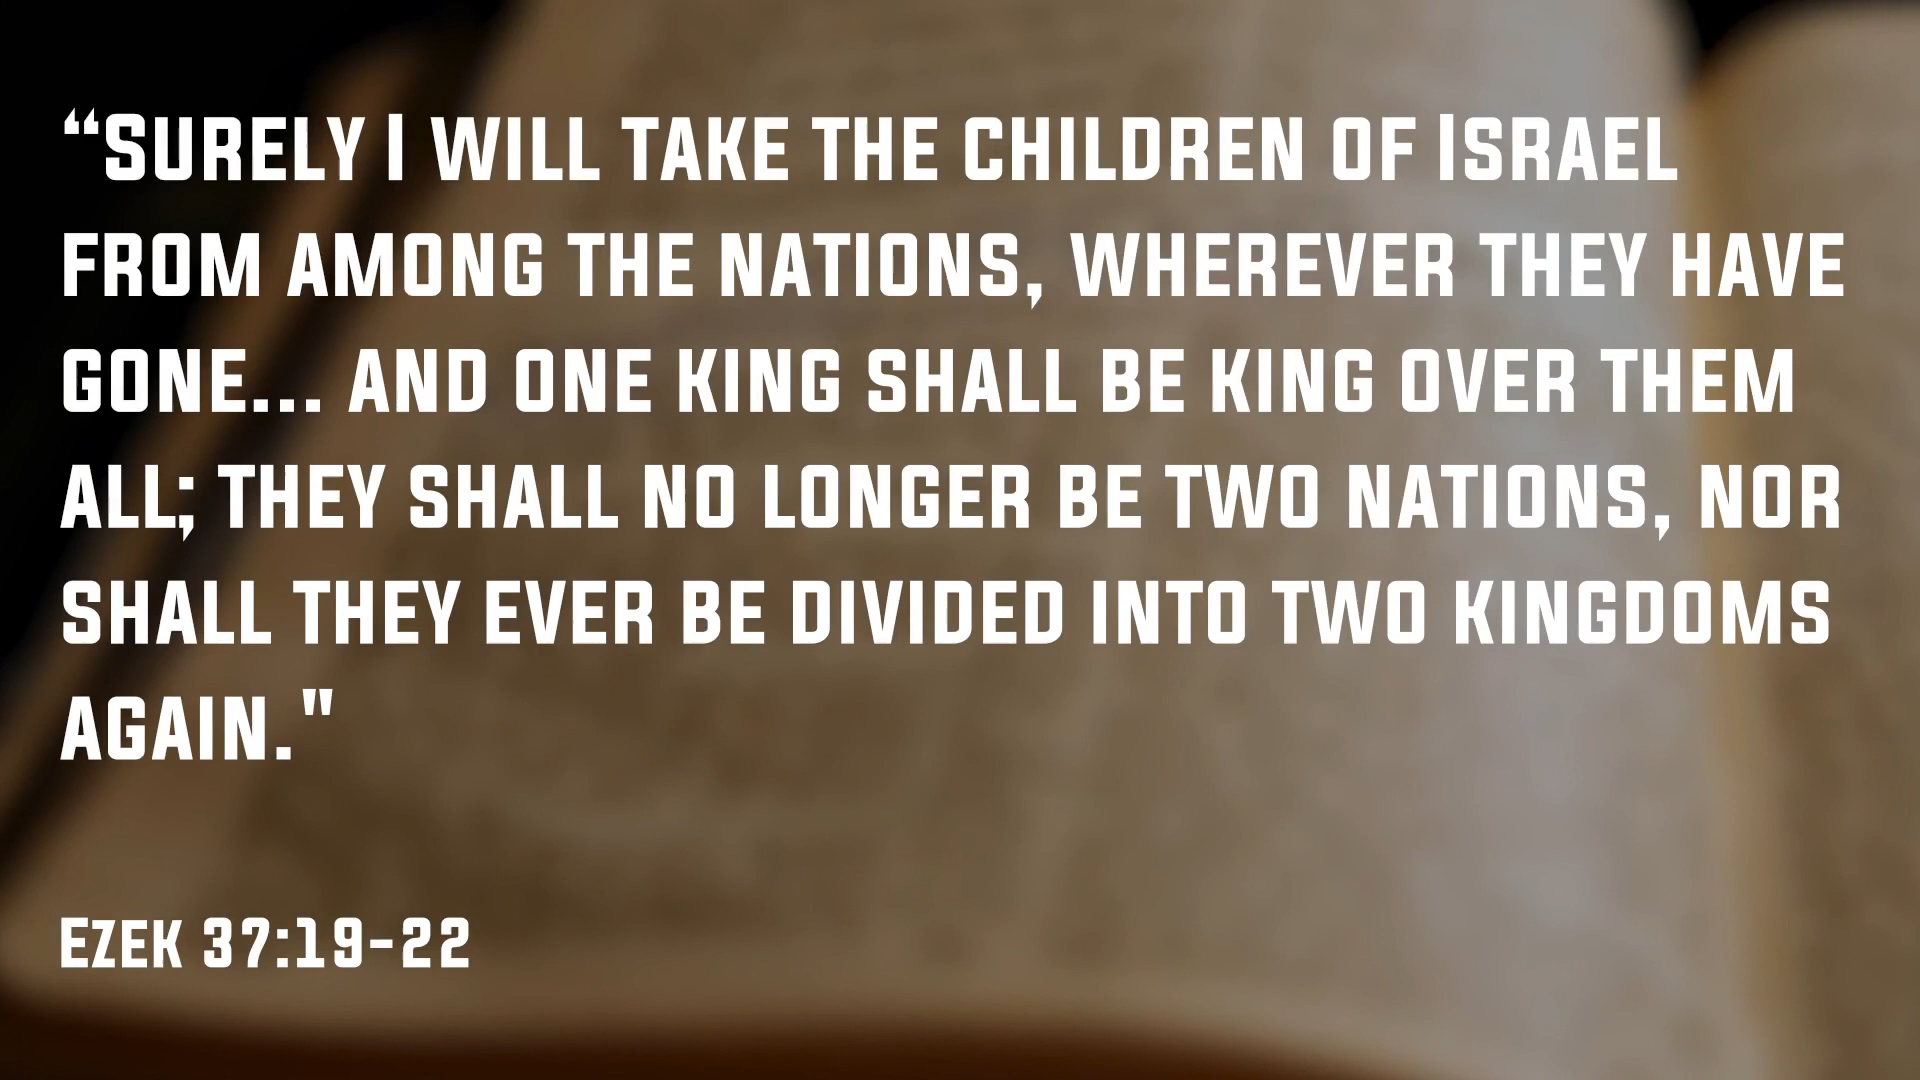 “Surely I will take the children of Israel
from among the nations, wherever they have
gone... and one king shall be king over them
all; they shall no longer be two nations, nor
shall they ever be divided into two kingdoms
again."
Ezek 37:19-22